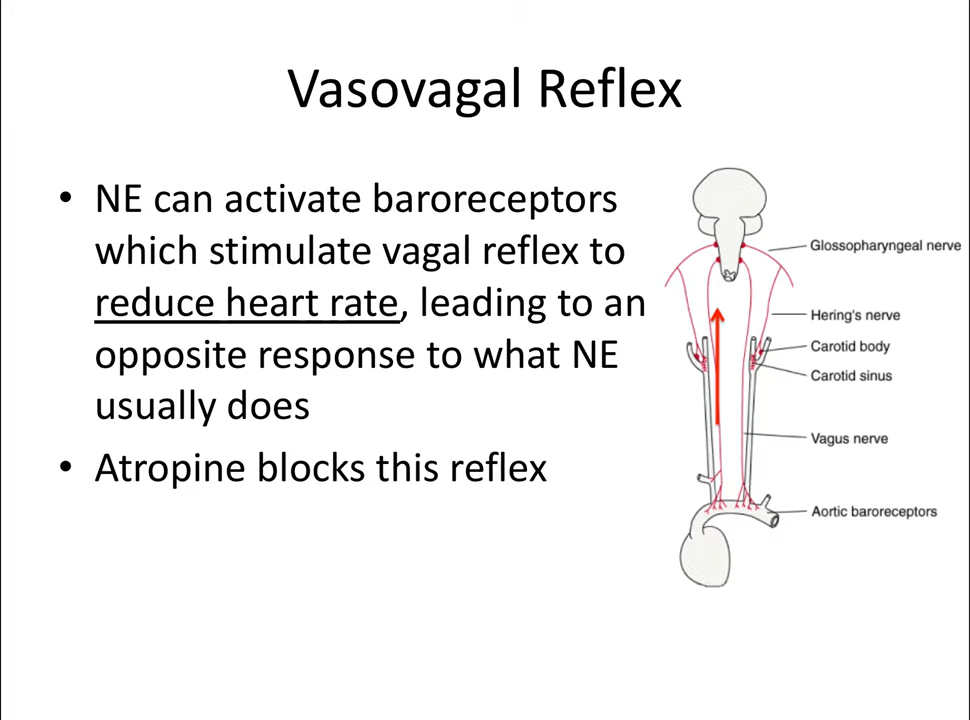 Vasovagal Reflex
• NE can activate baroreceptors
which stimulate vagal reflex to
reduce heart rate, leading to an
opposite response to what NE
usually does
• Atropine blocks this reflex
Glossopharyngeal nerve
Hering's nerve
Carotid body
Carotid sinus
Vagus nerve
Aortic baroreceptors